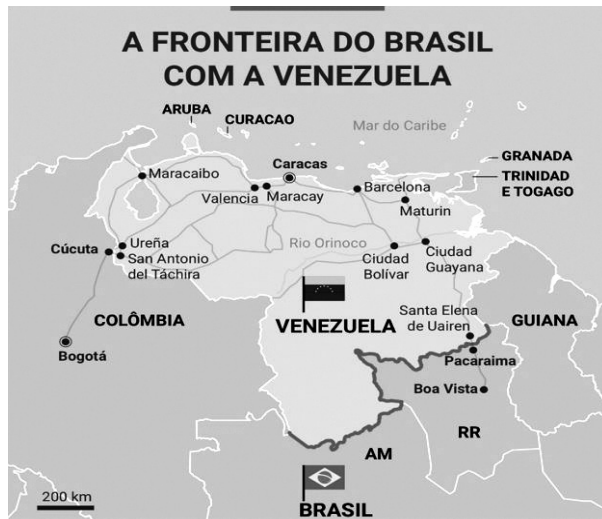 A FRONTEIRA DO BRASIL
COM A VENEZUELA
ARUBA
CURACAO
Mar do Caribe
Caracas
GRANADA
TRINIDAD
E TOGAGO
Maracaibo
Valencia
Maracay
Barcelona
Maturin
Ureña
Cúcuta
San Antonio
del Táchira
Rio Orinoco
Ciudad
Bolívar
Ciudad
Guayana
COLÔMBIA
VENEZUELA
Santa Elena
de Uairen
GUIANA
Bogotá
Pacaraima
Boa Vista
RR
AM
200 km
BRASIL